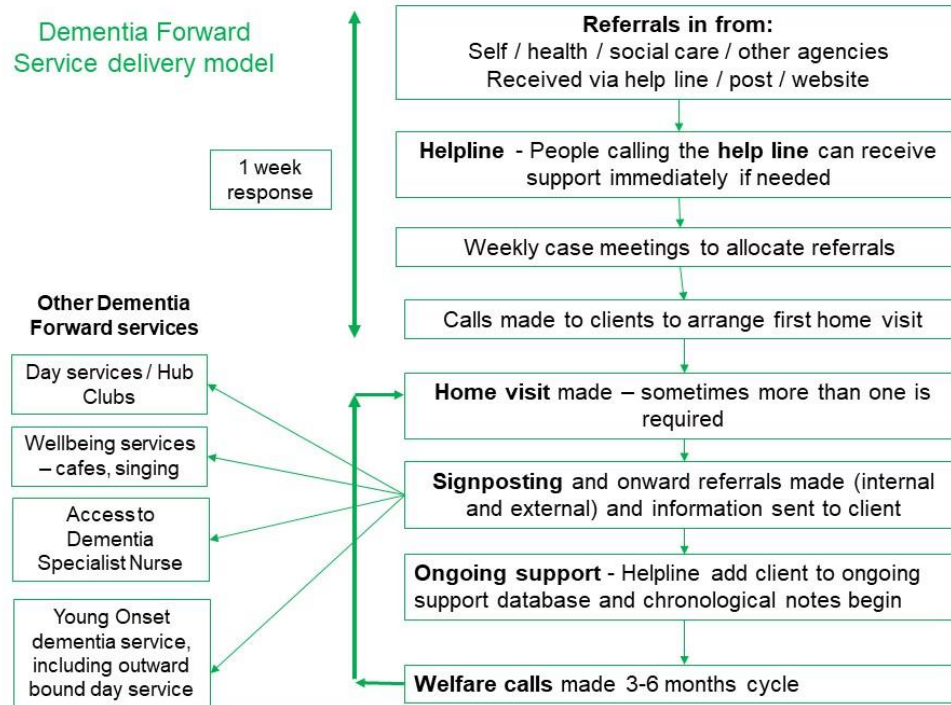 Dementia Forward
Service delivery model
Referrals in from:
Self / health / social care / other agencies
Received via help line / post / website
1 week
response
Helpline - People calling the help line can receive
support immediately if needed
Weekly case meetings to allocate referrals
Calls made to clients to arrange first home visit
Other Dementia
Forward services
Day services / Hub
Clubs
Wellbeing services
– cafes, singing
Access to
Dementia
Specialist Nurse
Young Onset
dementia service,
including outward
bound day service
Home visit made – sometimes more than one is
required
Signposting and onward referrals made (internal
and external) and information sent to client
Ongoing support - Helpline add client to ongoing
support database and chronological notes begin
Welfare calls made 3-6 months cycle